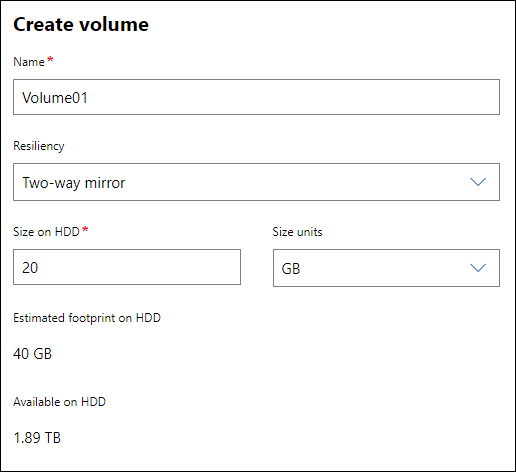 Create volume
Name*
Volume01
Resiliency
Two-way mirror
Size on HDD* Size units
20 GB
Estimated footprint on HDD
40 GB
Available on HDD
1.89 TB